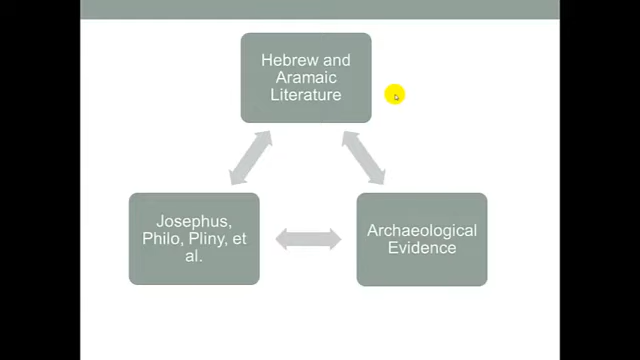 Hebrew and
Aramaic
Literature
Josephus,
Philo, Pliny, et
al.
Archaeological
Evidence